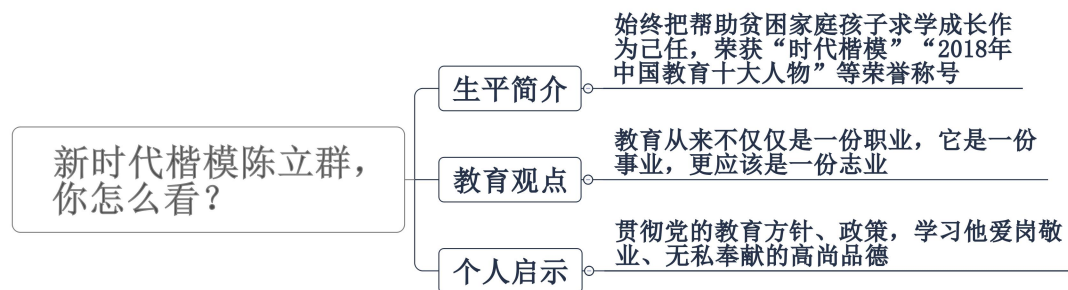 新时代楷模陈立群，
你怎么看？
生平简介
始终把帮助贫困家庭孩子求学成长作
为己任，荣获“时代楷模”“2018年
中国教育十大人物”等荣誉称号
教育观点
教育从来不仅仅是一份职业，它是一份
事业，更应该是一份志业
个人启示
贯彻党的教育方针、政策，学习他爱岗敬
业、无私奉献的高尚品德